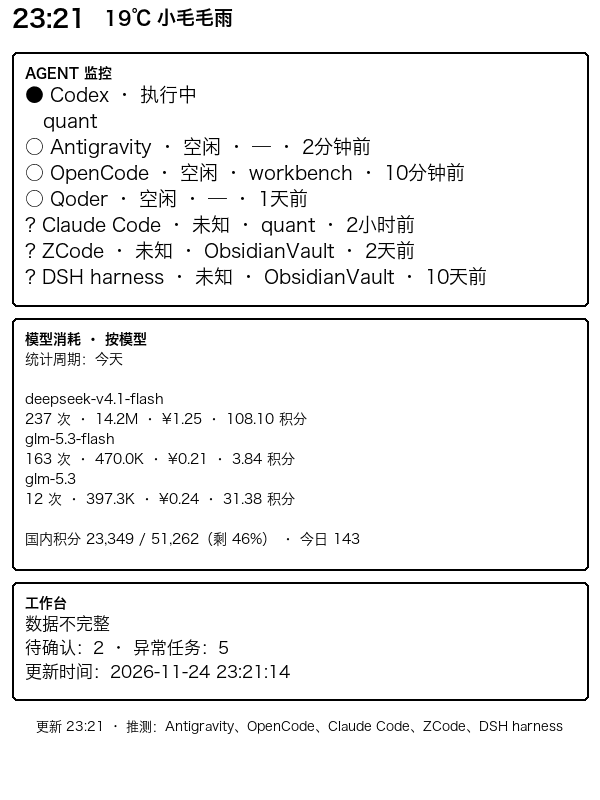 23:21 19℃ 小毛毛雨
AGENT 监控
● Codex · 执行中
quant
○ Antigravity · 空闲 · — · 2分钟前
○ OpenCode · 空闲 · workbench · 10分钟前
○ Qoder · 空闲 · — · 1天前
? Claude Code · 未知 · quant · 2小时前
? ZCode · 未知 · ObsidianVault · 2天前
? DSH harness · 未知 · ObsidianVault · 10天前
模型消耗 · 按模型
统计周期：今天
deepseek-v4.1-flash
237 次 · 14.2M · ¥1.25 · 108.10 积分
glm-5.3-flash
163 次 · 470.0K · ¥0.21 · 3.84 积分
glm-5.3
12 次 · 397.3K · ¥0.24 · 31.38 积分
国内积分 23,349 / 51,262（剩 46%） · 今日 143
工作台
数据不完整
待确认：2 · 异常任务：5
更新时间：2026-11-24 23:21:14
更新 23:21 · 推测：Antigravity、OpenCode、Claude Code、ZCode、DSH harness